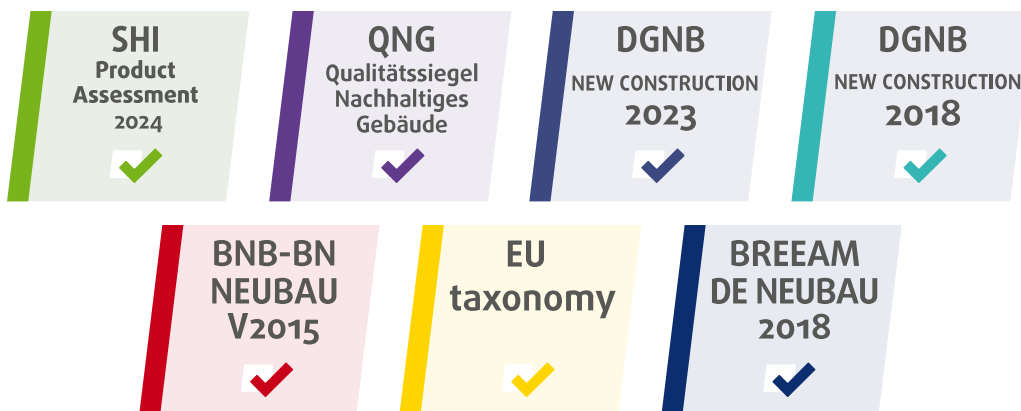 SHI
Product
Assessment
2024
QNG
Qualitätssiegel
Nachhaltiges
Gebäude
DGNB
NEW CONSTRUCTION
2023
DGNB
NEW CONSTRUCTION
2018
BNB-BN
NEUBAU
V2015
EU
taxonomy
BREEAM
DE NEUBAU
2018